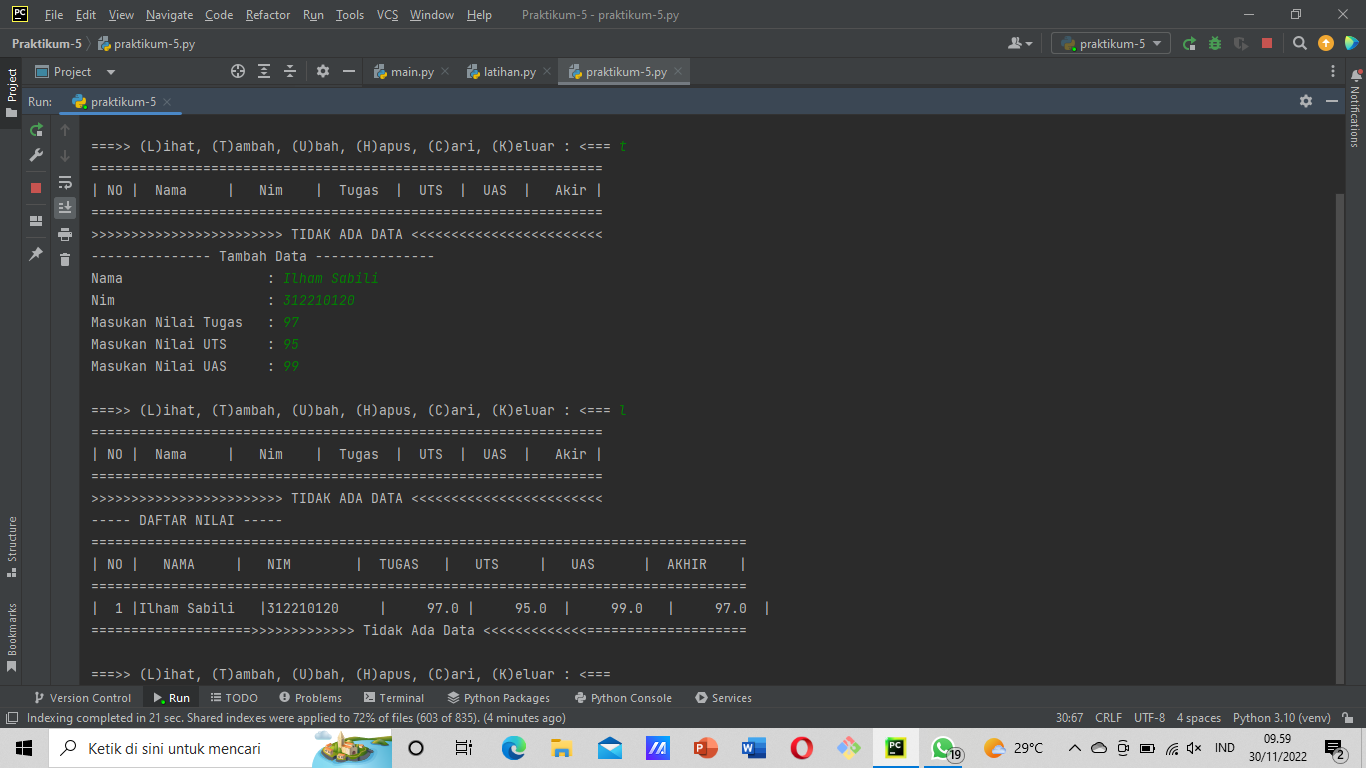 File Edit View Navigate Code Refactor Run Tools VCS Window Help Praktikum-5 - praktikum-5.py
Praktikum-5 praktikum-5.py praktikum-5
Project main.py latihan.py praktikum-5.py
Project
Notifications
Run: praktikum-5
===>> (L)ihat, (T)ambah, (U)bah, (H)apus, (C)ari, (K)eluar : <=== t
================================================================
| NO |  Nama     |   Nim    |  Tugas  |  UTS  |  UAS  |   Akir |
================================================================
>>>>>>>>>>>>>>>>>>>>>>>> TIDAK ADA DATA <<<<<<<<<<<<<<<<<<<<<<<<
--------------- Tambah Data ---------------
Nama                  : Ilham Sabili
Nim                   : 312210120
Masukan Nilai Tugas   : 97
Masukan Nilai UTS     : 95
Masukan Nilai UAS     : 99
===>> (L)ihat, (T)ambah, (U)bah, (H)apus, (C)ari, (K)eluar : <=== l
================================================================
| NO |  Nama     |   Nim    |  Tugas  |  UTS  |  UAS  |   Akir |
================================================================
>>>>>>>>>>>>>>>>>>>>>>>> TIDAK ADA DATA <<<<<<<<<<<<<<<<<<<<<<<<
----- DAFTAR NILAI -----
==================================================================================
| NO |   NAMA     |   NIM        |  TUGAS   |   UTS     |   UAS      |  AKHIR    |
==================================================================================
|  1 |Ilham Sabili   |312210120     |     97.0 |     95.0  |     99.0   |     97.0  |
====================>>>>>>>>>>>>> Tidak Ada Data <<<<<<<<<<<<<====================
===>> (L)ihat, (T)ambah, (U)bah, (H)apus, (C)ari, (K)eluar : <===
Structure
Bookmarks
Version Control Run TODO Problems Terminal Python Packages Python Console Services
Indexing completed in 21 sec. Shared indexes were applied to 72% of files (603 of 835). (4 minutes ago) 30:67 CRLF UTF-8 4 spaces Python 3.10 (venv)
Ketik di sini untuk mencari 19 29°C IND 09.59
30/11/2022 2